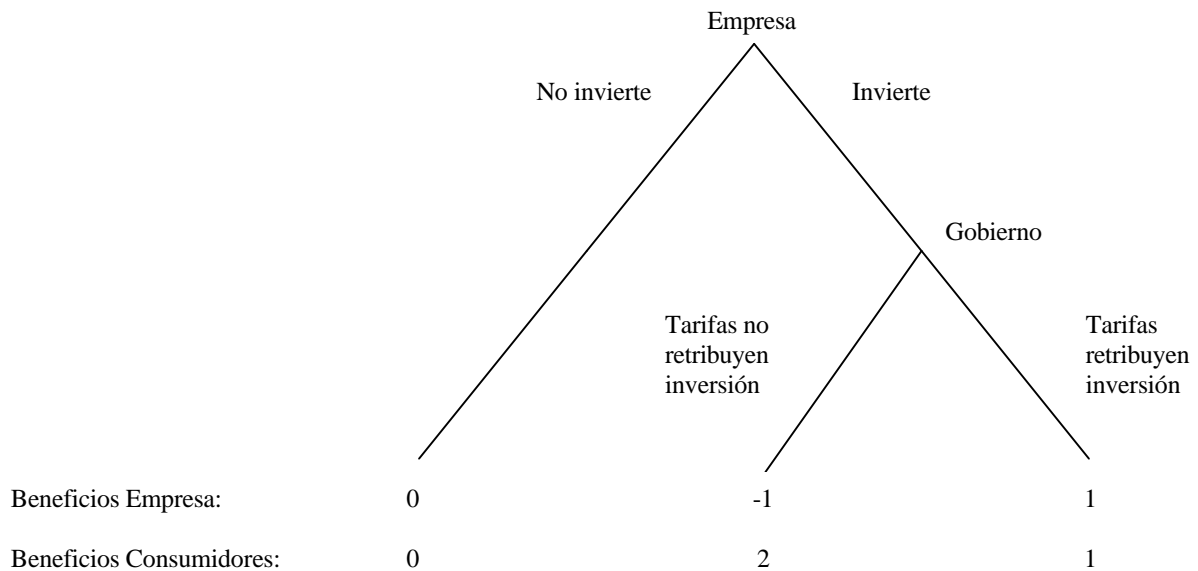 Empresa
No invierte
Invierte
Gobierno
Tarifas no
retribuyen
inversión
Tarifas
retribuyen
inversión
Beneficios Empresa: 0 -1 1
Beneficios Consumidores: 0 2 1